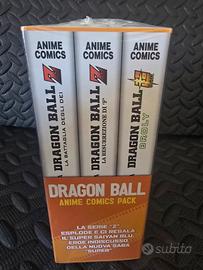 ANIME COMICS
DRAGON BALL Z
LA BATTAGLIA DEGLI DEI
ANIME COMICS
DRAGON BALL Z
LA RESURREZIONE DI "F"
ANIME COMICS
DRAGON BALL
SUPER
BROLY
DRAGON BALL
ANIME COMICS PACK
LA SERIE "Z"
ESPLODE E CI REGALA
IL SUPER SAIYAN BLU,
EROE INDISCUSSO
DELLA NUOVA SAGA
"SUPER"
subito